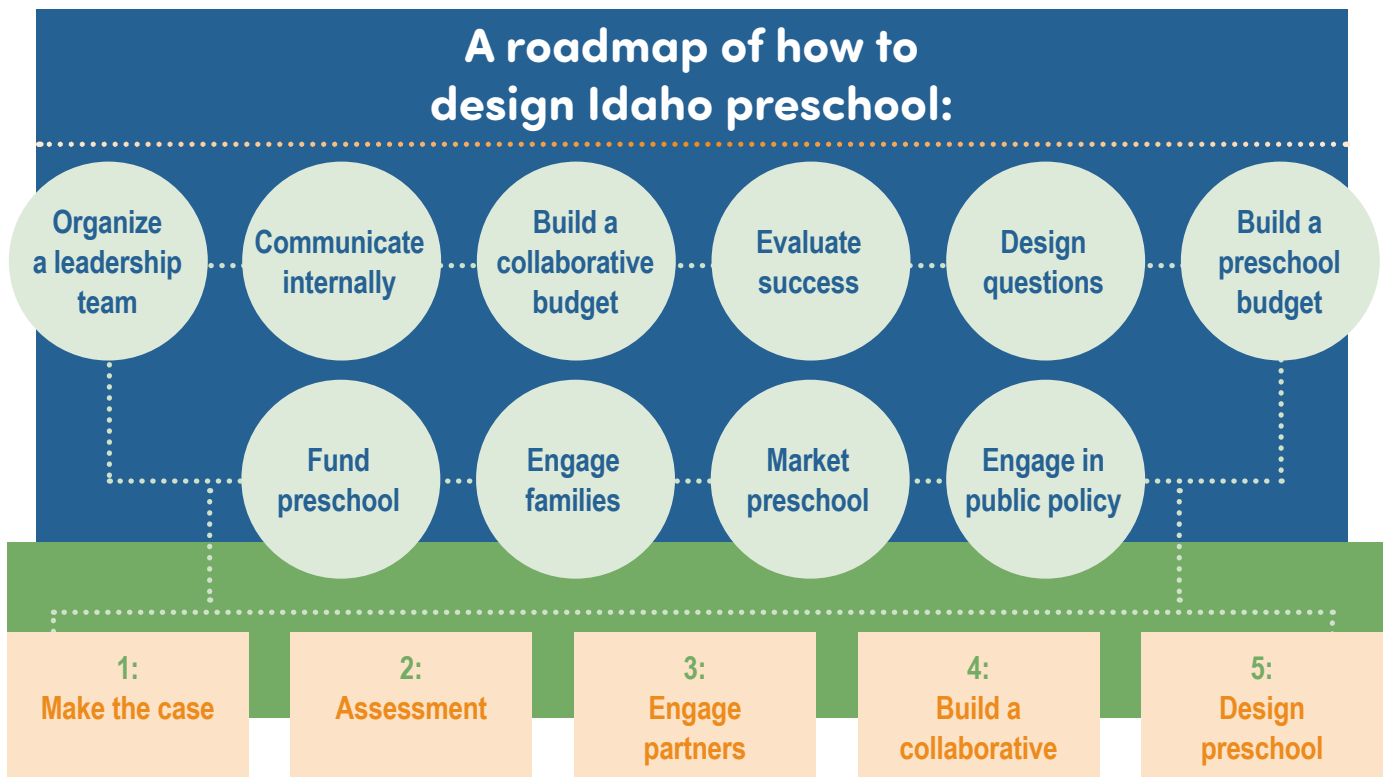 A roadmap of how to
design Idaho preschool:
Organize
a leadership
team
Communicate
internally
Build a
collaborative
budget
Evaluate
success
Design
questions
Build a
preschool
budget
Fund
preschool
Engage
families
Market
preschool
Engage in
public policy
1:
Make the case
2:
Assessment
3:
Engage
partners
4:
Build a
collaborative
5:
Design
preschool